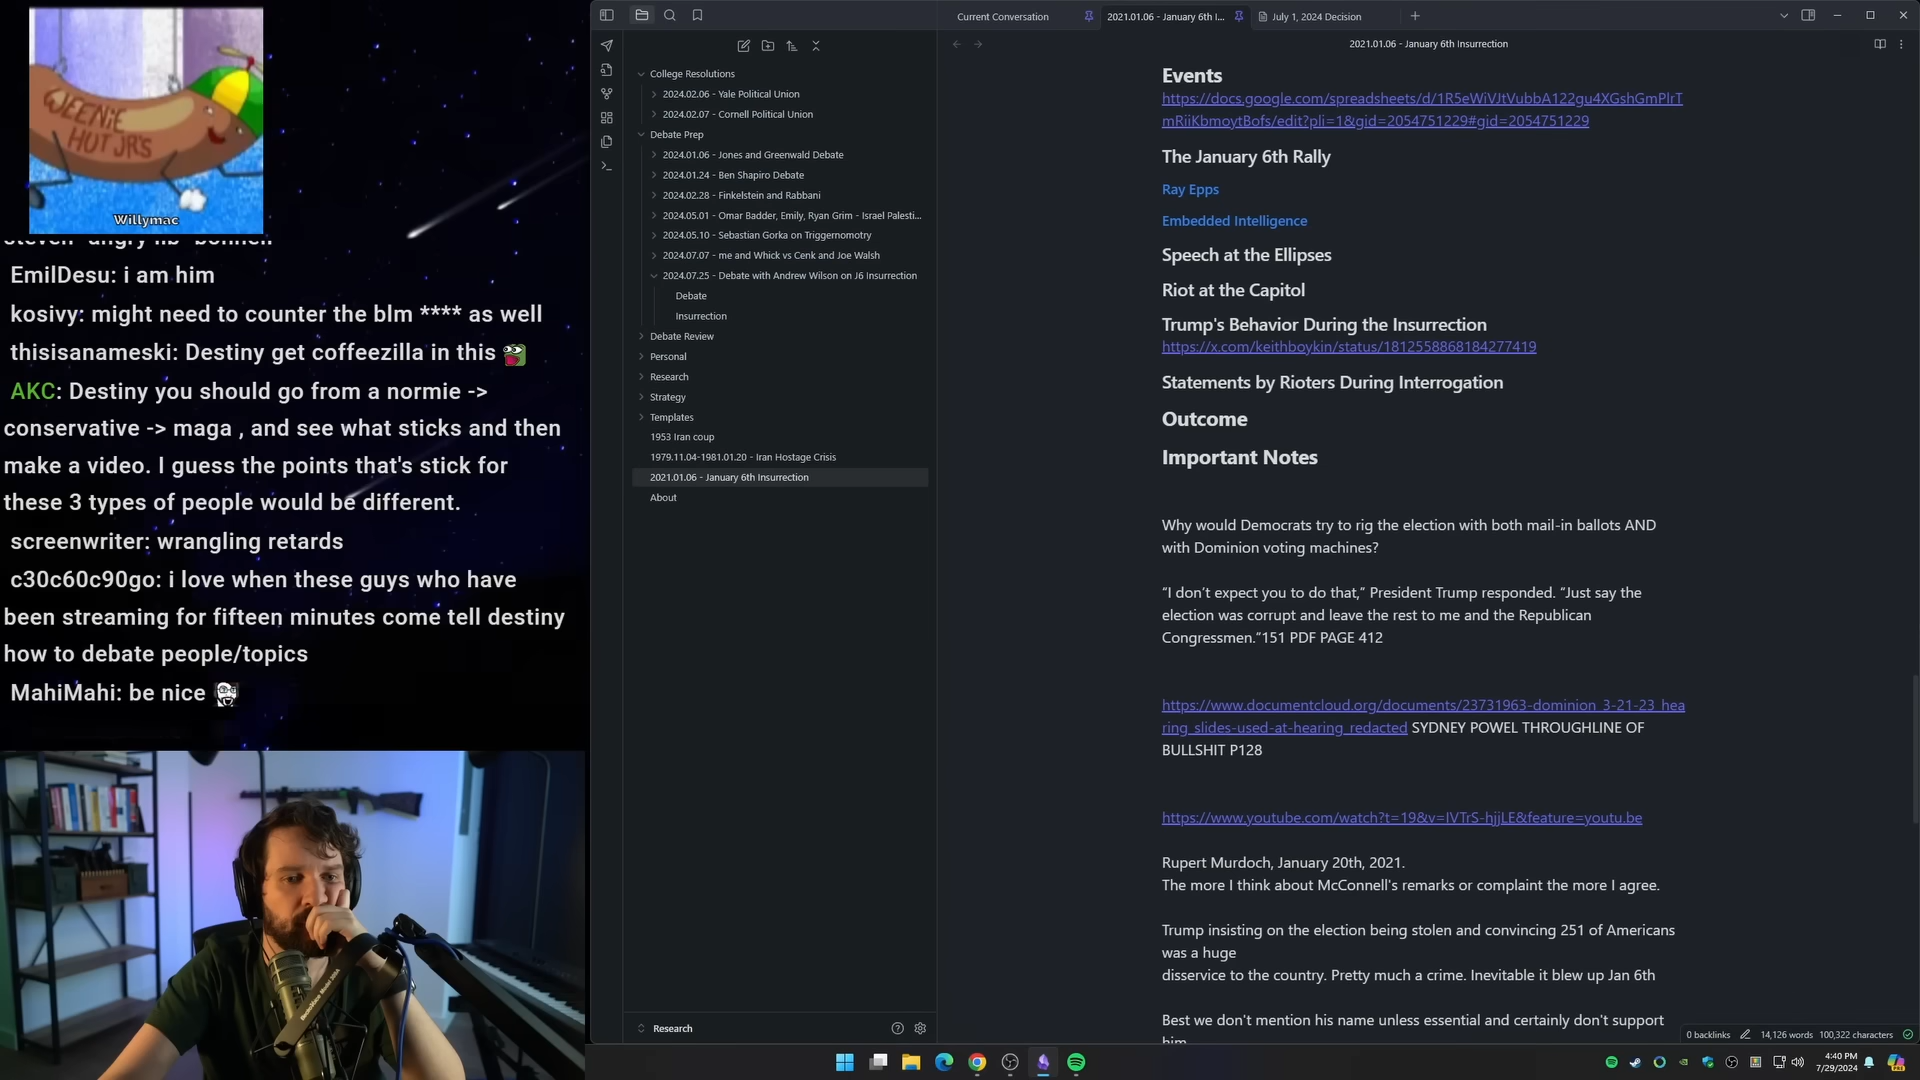 WEENIE
HUT JR'S
Willymac
steven "angry lib" bonnell
EmilDesu: i am him
kosivy: might need to counter the blm **** as well
thisisanameski: Destiny get coffeezilla in this
AKC: Destiny you should go from a normie ->
conservative -> maga , and see what sticks and then
make a video. I guess the points that's stick for
these 3 types of people would be different.
screenwriter: wrangling retards
c30c60c90go: i love when these guys who have
been streaming for fifteen minutes come tell destiny
how to debate people/topics
MahiMahi: be nice
College Resolutions
2024.02.06 - Yale Political Union
2024.02.07 - Cornell Political Union
Debate Prep
2024.01.06 - Jones and Greenwald Debate
2024.01.24 - Ben Shapiro Debate
2024.02.28 - Finkelstein and Rabbani
2024.05.01 - Omar Badder, Emily, Ryan Grim - Israel Palesti...
2024.05.10 - Sebastian Gorka on Triggernomotry
2024.07.07 - me and Whick vs Cenk and Joe Walsh
2024.07.25 - Debate with Andrew Wilson on J6 Insurrection
Debate
Insurrection
Debate Review
Personal
Research
Strategy
Templates
1953 Iran coup
1979.11.04-1981.01.20 - Iran Hostage Crisis
2021.01.06 - January 6th Insurrection
About
Research
Current Conversation
2021.01.06 - January 6th I...
July 1, 2024 Decision
2021.01.06 - January 6th Insurrection
Events
https://docs.google.com/spreadsheets/d/1R5eWiVJtVubbA122gu4XGshGmPlrT
mRiiKbmoytBofs/edit?pli=1&gid=2054751229#gid=2054751229
The January 6th Rally
Ray Epps
Embedded Intelligence
Speech at the Ellipses
Riot at the Capitol
Trump's Behavior During the Insurrection
https://x.com/keithboykin/status/1812558868184277419
Statements by Rioters During Interrogation
Outcome
Important Notes
Why would Democrats try to rig the election with both mail-in ballots AND
with Dominion voting machines?
“I don’t expect you to do that,” President Trump responded. “Just say the
election was corrupt and leave the rest to me and the Republican
Congressmen.”151 PDF PAGE 412
https://www.documentcloud.org/documents/23731963-dominion_3-21-23_hea
ring_slides-used-at-hearing_redacted SYDNEY POWEL THROUGHLINE OF
BULLSHIT P128
https://www.youtube.com/watch?t=19&v=IVTrS-hjjLE&feature=youtu.be
Rupert Murdoch, January 20th, 2021.
The more I think about McConnell's remarks or complaint the more I agree.
Trump insisting on the election being stolen and convincing 251 of Americans
was a huge
disservice to the country. Pretty much a crime. Inevitable it blew up Jan 6th
Best we don't mention his name unless essential and certainly don't support
him
0 backlinks
14,126 words
100,322 characters
4:40 PM
7/29/2024